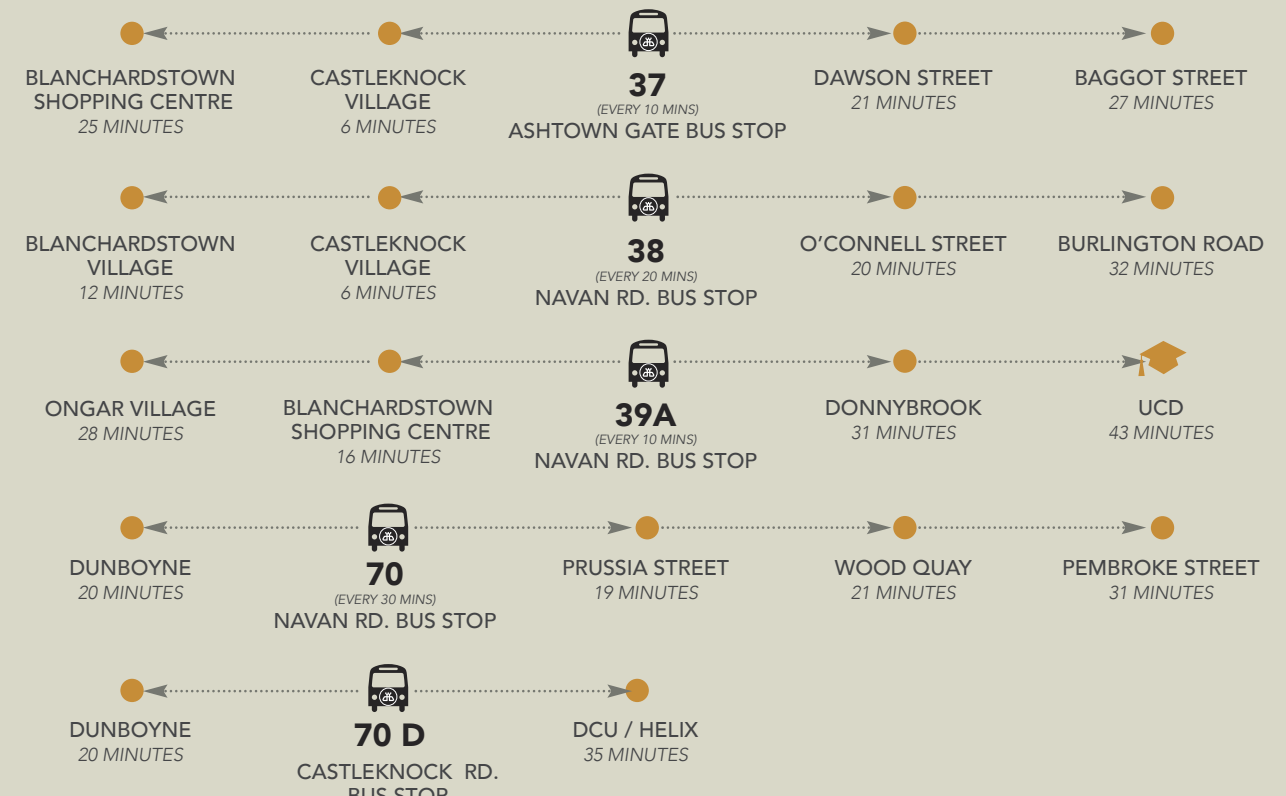 BLANCHARDSTOWN
SHOPPING CENTRE
25 MINUTES
CASTLEKNOCK
VILLAGE
6 MINUTES
37
(EVERY 10 MINS)
ASHTOWN GATE BUS STOP
DAWSON STREET
21 MINUTES
BAGGOT STREET
27 MINUTES
BLANCHARDSTOWN
VILLAGE
12 MINUTES
CASTLEKNOCK
VILLAGE
6 MINUTES
38
(EVERY 20 MINS)
NAVAN RD. BUS STOP
O'CONNELL STREET
20 MINUTES
BURLINGTON ROAD
32 MINUTES
ONGAR VILLAGE
28 MINUTES
BLANCHARDSTOWN
SHOPPING CENTRE
16 MINUTES
39A
(EVERY 10 MINS)
NAVAN RD. BUS STOP
DONNYBROOK
31 MINUTES
UCD
43 MINUTES
DUNBOYNE
20 MINUTES
70
(EVERY 30 MINS)
NAVAN RD. BUS STOP
PRUSSIA STREET
19 MINUTES
WOOD QUAY
21 MINUTES
PEMBROKE STREET
31 MINUTES
DUNBOYNE
20 MINUTES
70 D
CASTLEKNOCK RD.
BUS STOP
DCU / HELIX
35 MINUTES